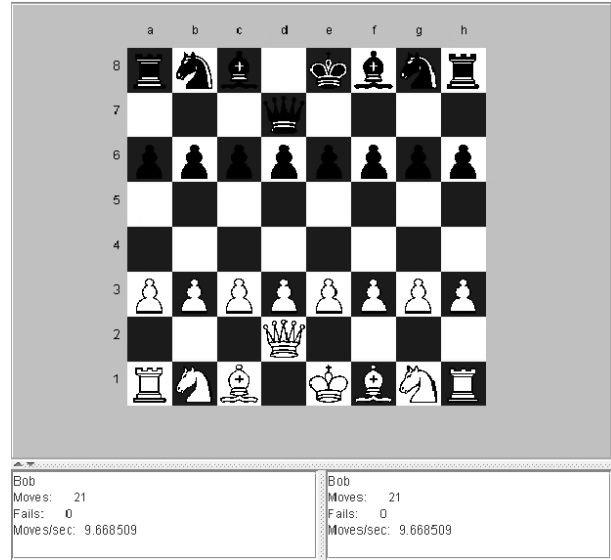 a b c d e f g h
8
7
6
5
4
3
2
1
Bob
Moves: 21
Fails: 0
Moves/sec: 9.668509
Bob
Moves: 21
Fails: 0
Moves/sec: 9.668509